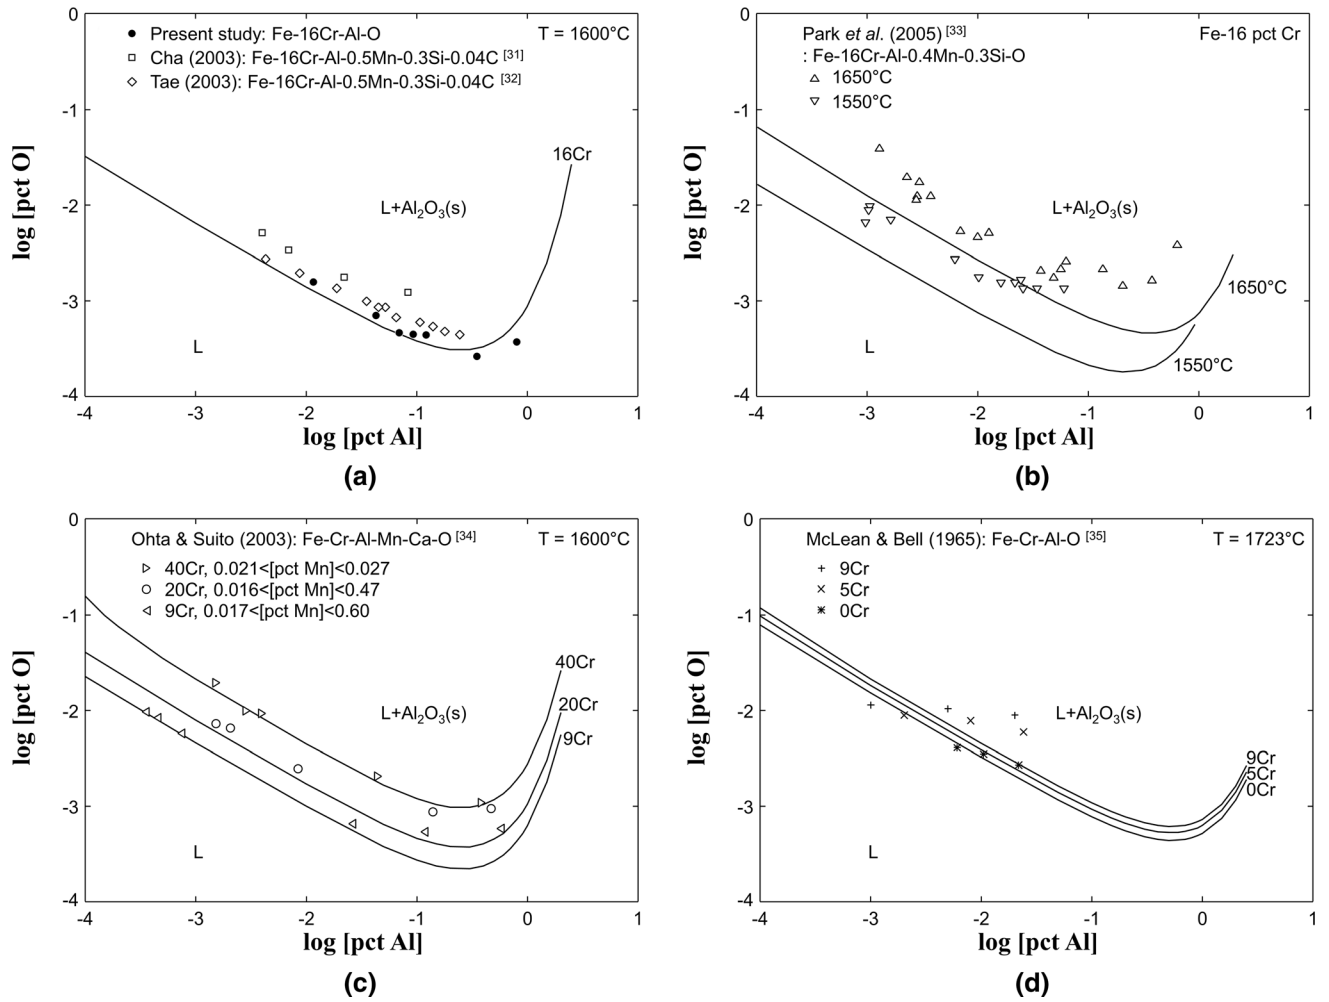 0
-1
-2
-3
-4
log [pct O]
Present study: Fe-16Cr-Al-O
T = 1600°C
Cha (2003): Fe-16Cr-Al-0.5Mn-0.3Si-0.04C [31]
Tae (2003): Fe-16Cr-Al-0.5Mn-0.3Si-0.04C [32]
16Cr
L+Al2O3(s)
L
-4 -3 -2 -1 0 1
log [pct Al]
(a)
0
-1
-2
-3
-4
log [pct O]
Park et al. (2005) [33]
Fe-16 pct Cr
: Fe-16Cr-Al-0.4Mn-0.3Si-O
1650°C
1550°C
L+Al2O3(s)
1650°C
L
1550°C
-4 -3 -2 -1 0 1
log [pct Al]
(b)
0
-1
-2
-3
-4
log [pct O]
Ohta & Suito (2003): Fe-Cr-Al-Mn-Ca-O [34]
T = 1600°C
40Cr, 0.021<[pct Mn]<0.027
20Cr, 0.016<[pct Mn]<0.47
9Cr, 0.017<[pct Mn]<0.60
40Cr
L+Al2O3(s)
20Cr
9Cr
L
-4 -3 -2 -1 0 1
log [pct Al]
(c)
0
-1
-2
-3
-4
log [pct O]
McLean & Bell (1965): Fe-Cr-Al-O [35]
T = 1723°C
9Cr
5Cr
0Cr
L+Al2O3(s)
9Cr
5Cr
0Cr
L
-4 -3 -2 -1 0 1
log [pct Al]
(d)